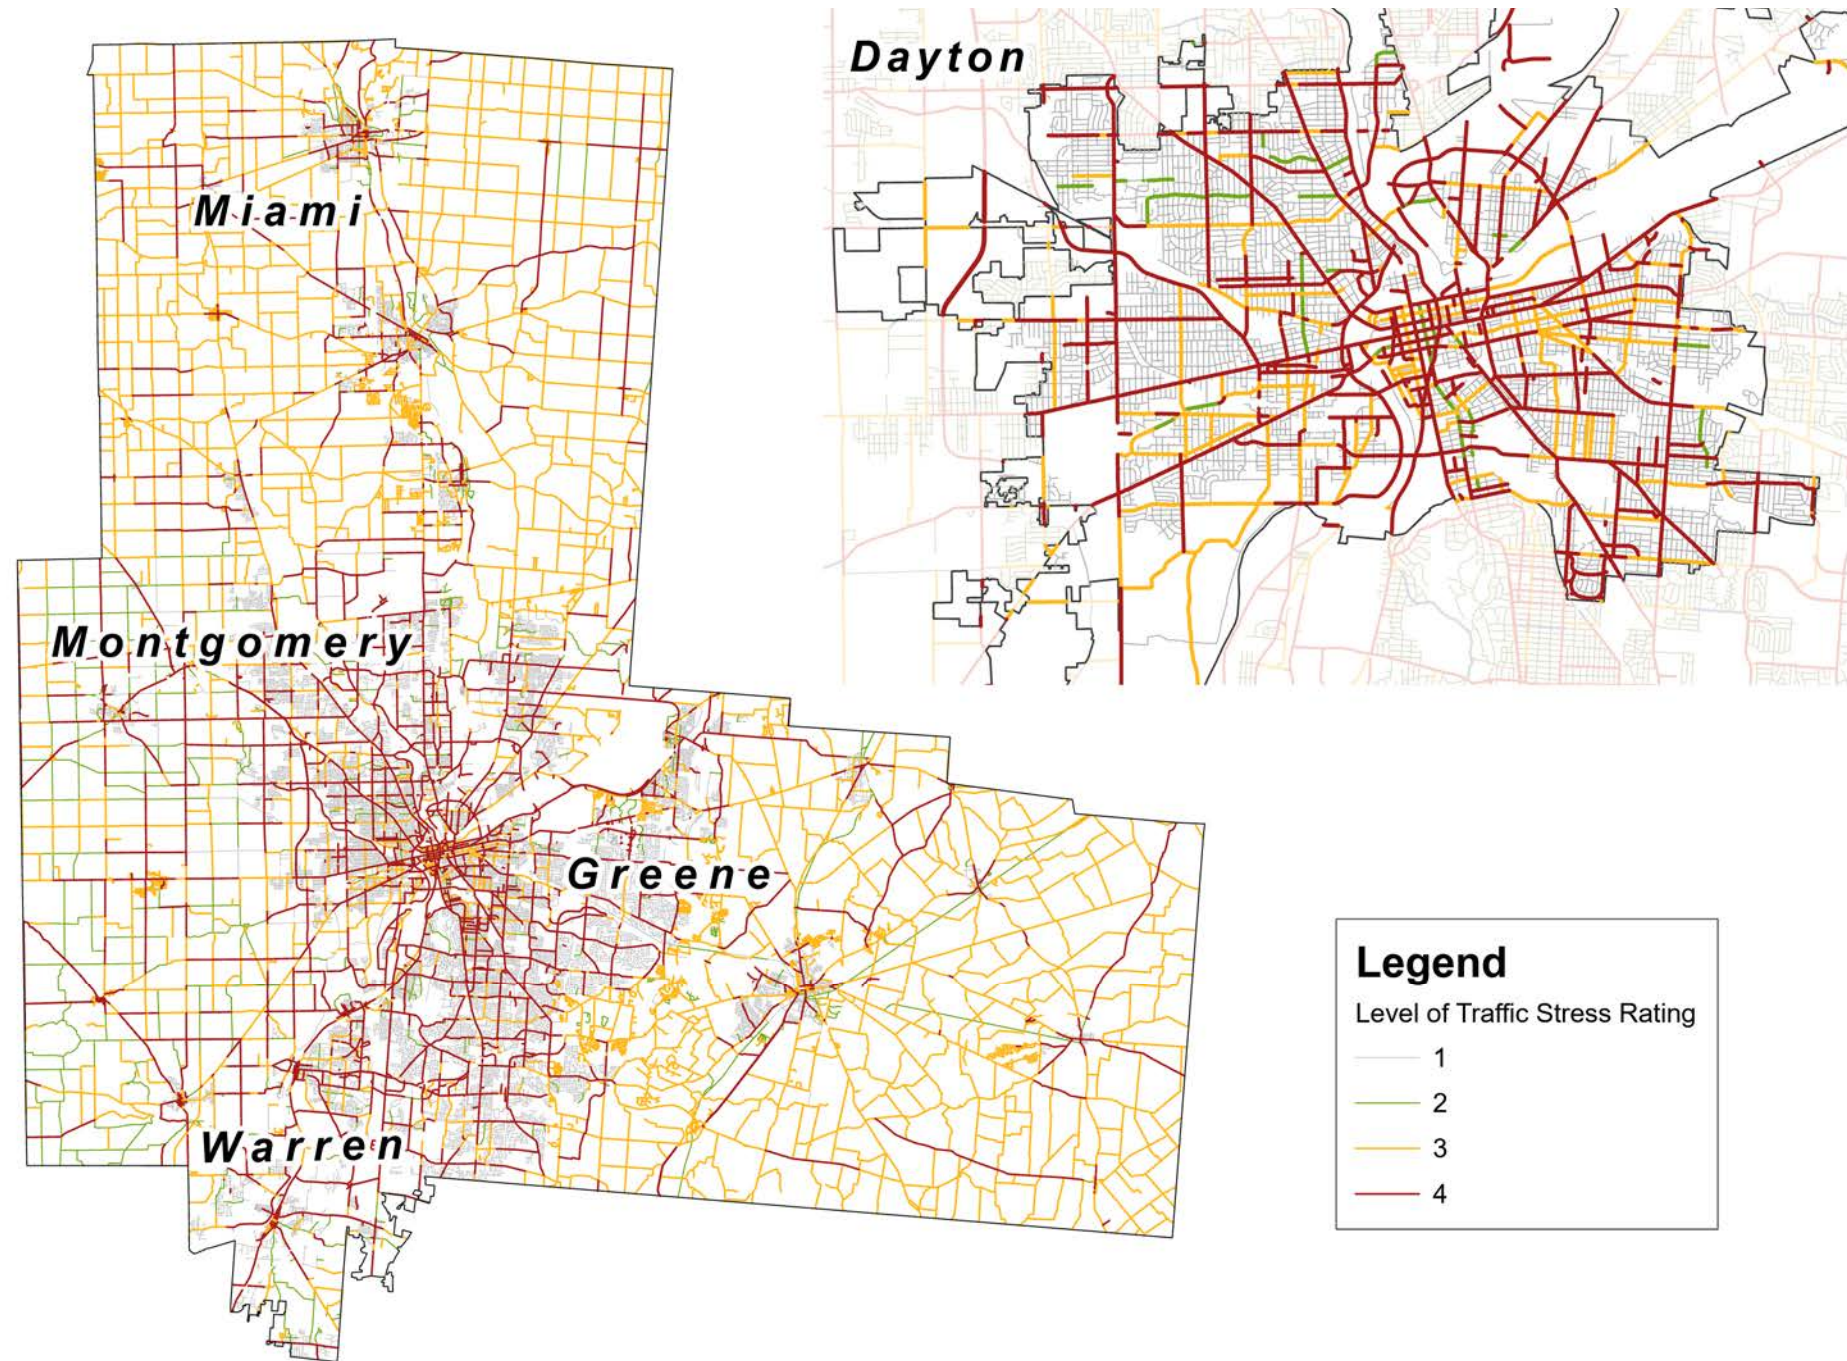 Dayton
Miami
Montgomery
Greene
Warren
Legend
Level of Traffic Stress Rating
1
2
3
4